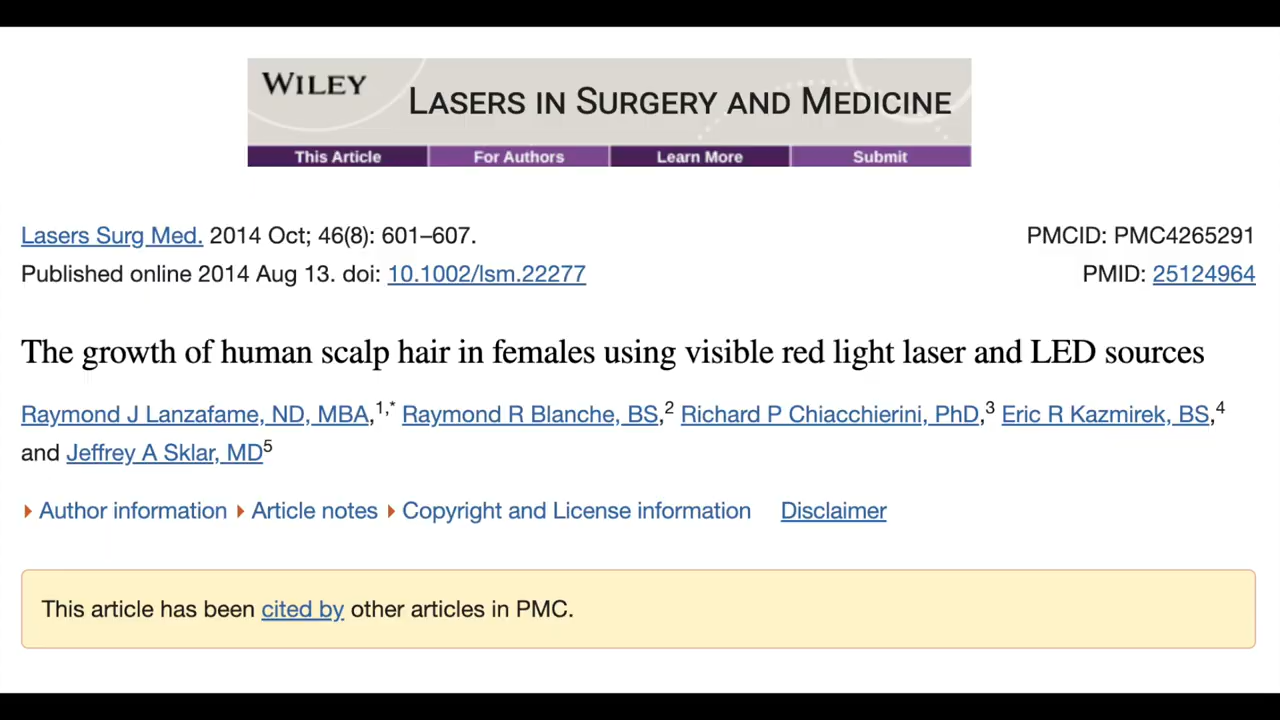 WILEY
LASERS IN SURGERY AND MEDICINE
This Article For Authors Learn More Submit
Lasers Surg Med. 2014 Oct; 46(8): 601–607. PMCID: PMC4265291
Published online 2014 Aug 13. doi: 10.1002/lsm.22277 PMID: 25124964
The growth of human scalp hair in females using visible red light laser and LED sources
Raymond J Lanzafame, ND, MBA,1,* Raymond R Blanche, BS,2 Richard P Chiacchierini, PhD,3 Eric R Kazmirek, BS,4
and Jeffrey A Sklar, MD5
Author information Article notes Copyright and License information Disclaimer
This article has been cited by other articles in PMC.